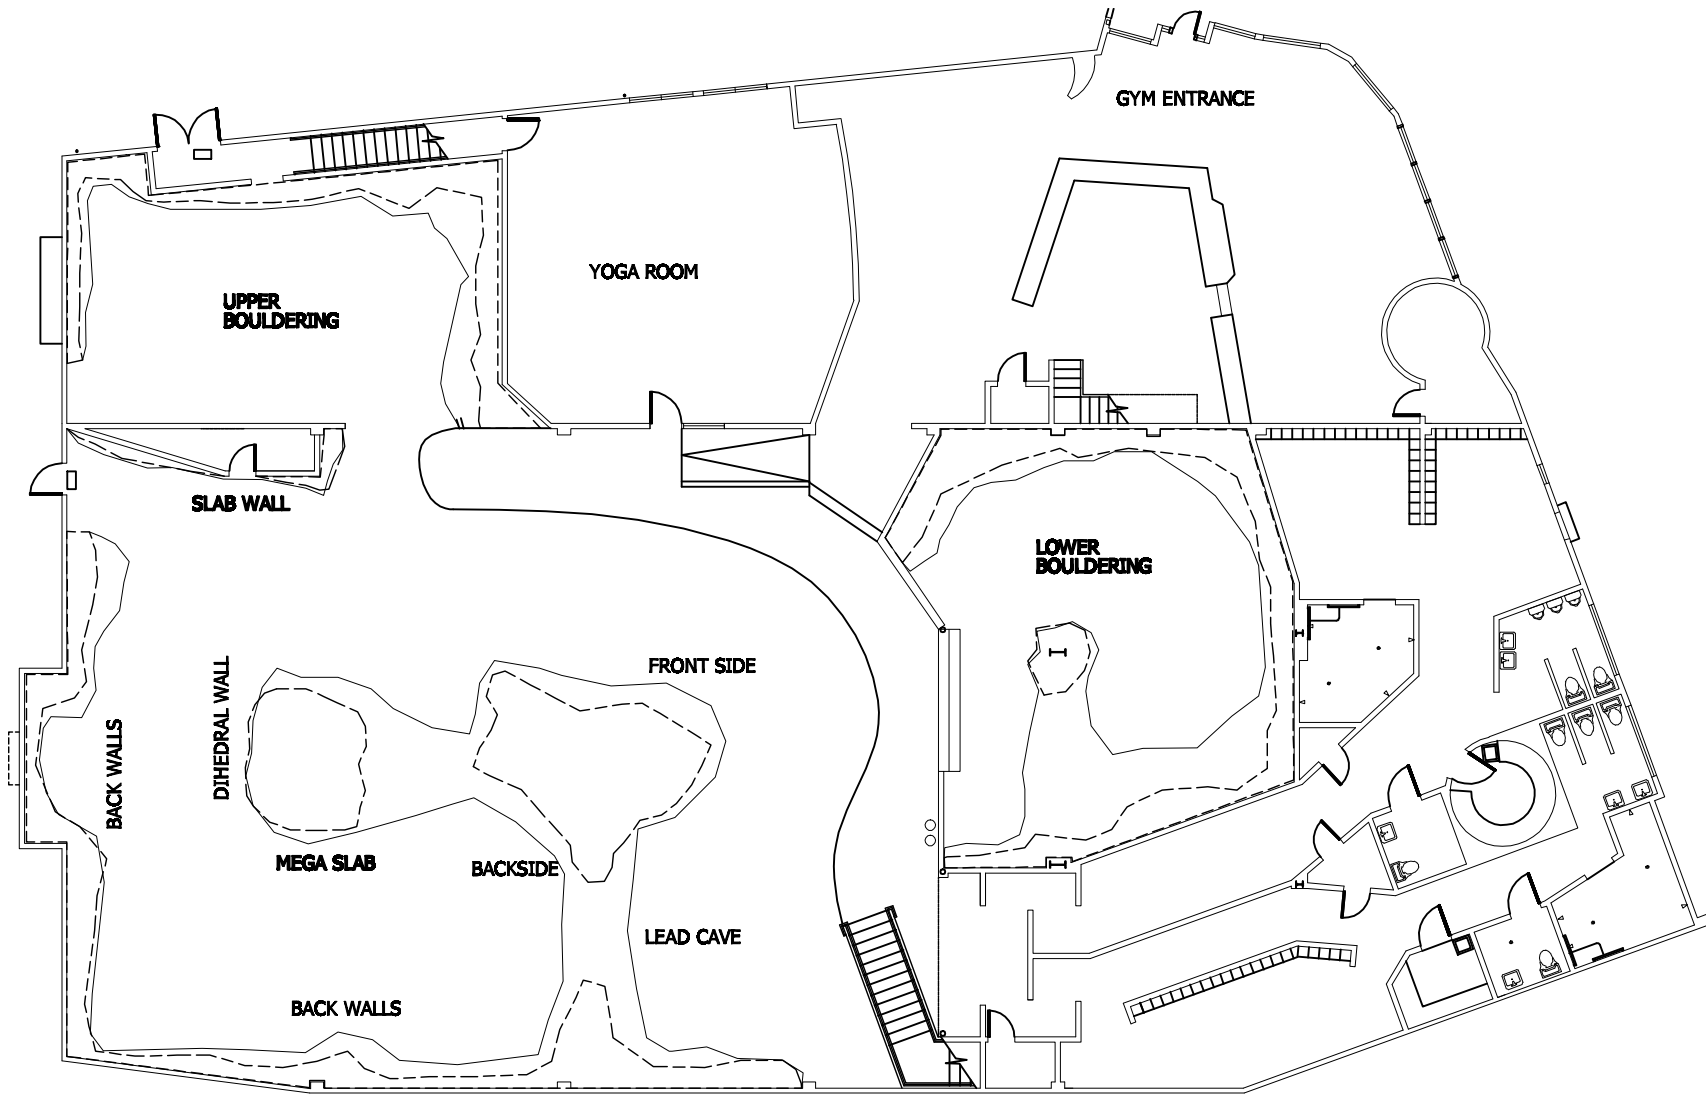 GYM ENTRANCE
YOGA ROOM
UPPER
BOULDERING
SLAB WALL
LOWER
BOULDERING
FRONT SIDE
DIHEDRAL WALL
BACK WALLS
MEGA SLAB
BACKSIDE
LEAD CAVE
BACK WALLS